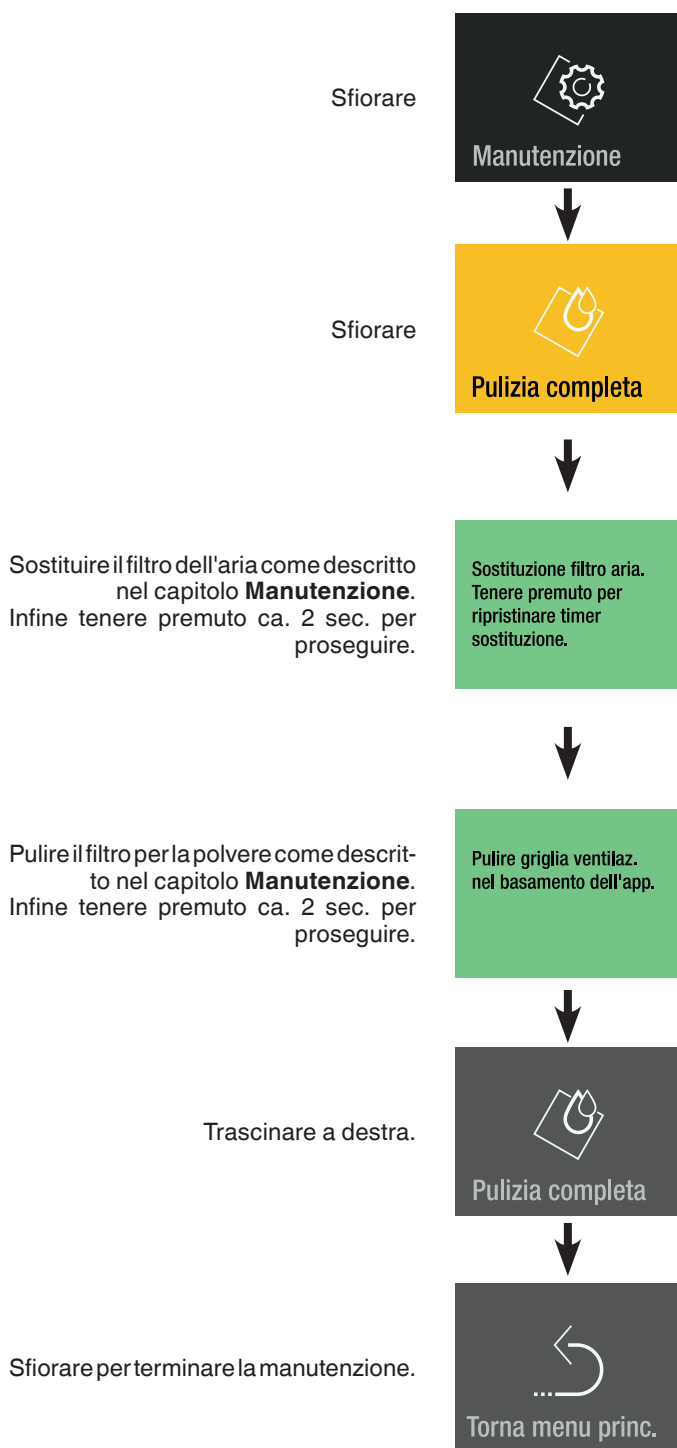 Sfiorare
Manutenzione
Sfiorare
Pulizia completa
Sostituire il filtro dell'aria come descritto
nel capitolo Manutenzione.
Infine tenere premuto ca. 2 sec. per
proseguire.
Sostituzione filtro aria.
Tenere premuto per
ripristinare timer
sostituzione.
Pulire il filtro per la polvere come descrit-
to nel capitolo Manutenzione.
Infine tenere premuto ca. 2 sec. per
proseguire.
Pulire griglia ventilaz.
nel basamento dell'app.
Trascinare a destra.
Pulizia completa
Sfiorare per terminare la manutenzione.
Torna menu princ.